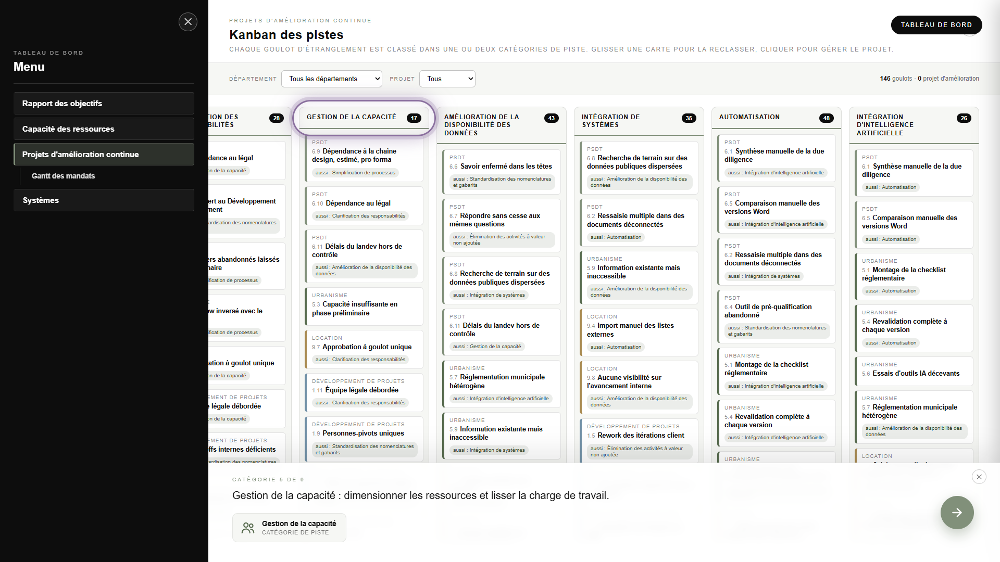 TABLEAU DE BORD
Menu
Rapport des objectifs
Capacité des ressources
Projets d'amélioration continue
Gantt des mandats
Systèmes
PROJETS D'AMÉLIORATION CONTINUE
Kanban des pistes
CHAQUE GOULOT D'ÉTRANGLEMENT EST CLASSÉ DANS UNE OU DEUX CATÉGORIES DE PISTE. GLISSER UNE CARTE POUR LA RECLASSER, CLIQUER POUR GÉRER LE PROJET.
TABLEAU DE BORD
DÉPARTEMENT
Tous les départements
PROJET
Tous
146 goulots · 0 projet d'amélioration
TION DES
BILITÉS
28
dance au légal
on de la capacité
ert au Développement
ment
ardisation des nomenclatures
ers abandonnés laissés
naire
ification de processus
ow inversé avec le
ification de processus
ation à goulot unique
on de la capacité
EMENT DE PROJETS
e légale débordée
on de la capacité
EMENT DE PROJETS
ffs internes déficients
ardisation des nomenclatures
GESTION DE LA CAPACITÉ
17
PSDT
6.9 Dépendance à la chaîne
design, estimé, pro forma
aussi : Simplification de processus
PSDT
6.10 Dépendance au légal
aussi : Clarification des responsabilités
PSDT
6.11 Délais du landev hors de
contrôle
aussi : Amélioration de la disponibilité des
données
URBANISME
5.3 Capacité insuffisante en
phase préliminaire
LOCATION
9.7 Approbation à goulot unique
aussi : Clarification des responsabilités
DÉVELOPPEMENT DE PROJETS
1.11 Équipe légale débordée
aussi : Clarification des responsabilités
DÉVELOPPEMENT DE PROJETS
1.9 Personnes-pivots uniques
aussi : Standardisation des nomenclatures
et gabarits
AMÉLIORATION DE LA
DISPONIBILITÉ DES
DONNÉES
43
PSDT
6.6 Savoir enfermé dans les têtes
aussi : Standardisation des nomenclatures
et gabarits
PSDT
6.7 Répondre sans cesse aux
mêmes questions
aussi : Élimination des activités à valeur
non ajoutée
PSDT
6.8 Recherche de terrain sur des
données publiques dispersées
aussi : Intégration de systèmes
PSDT
6.11 Délais du landev hors de
contrôle
aussi : Gestion de la capacité
URBANISME
5.7 Réglementation municipale
hétérogène
aussi : Intégration d'intelligence artificielle
URBANISME
5.9 Information existante mais
inaccessible
aussi : Intégration de systèmes
INTÉGRATION DE
SYSTÈMES
35
PSDT
6.8 Recherche de terrain sur des
données publiques dispersées
aussi : Amélioration de la disponibilité des
données
PSDT
6.2 Ressaisie multiple dans des
documents déconnectés
aussi : Automatisation
URBANISME
5.9 Information existante mais
inaccessible
aussi : Amélioration de la disponibilité des
données
LOCATION
9.4 Import manuel des listes
externes
aussi : Automatisation
LOCATION
9.8 Aucune visibilité sur
l'avancement interne
aussi : Amélioration de la disponibilité des
données
DÉVELOPPEMENT DE PROJETS
1.5 Rework des itérations client
aussi : Élimination des activités à valeur
non ajoutée
AUTOMATISATION
48
PSDT
6.1 Synthèse manuelle de la due
diligence
aussi : Intégration d'intelligence artificielle
PSDT
6.5 Comparaison manuelle des
versions Word
aussi : Intégration d'intelligence artificielle
PSDT
6.2 Ressaisie multiple dans des
documents déconnectés
aussi : Intégration de systèmes
PSDT
6.4 Outil de pré-qualification
abandonné
aussi : Standardisation des nomenclatures
et gabarits
URBANISME
5.1 Montage de la checklist
réglementaire
aussi : Intégration d'intelligence artificielle
URBANISME
5.4 Revalidation complète à
chaque version
aussi : Intégration d'intelligence artificielle
URBANISME
INTÉGRATION
D'INTELLIGENCE
ARTIFICIELLE
26
PSDT
6.1 Synthèse manuelle de la due
diligence
aussi : Automatisation
PSDT
6.5 Comparaison manuelle des
versions Word
aussi : Automatisation
URBANISME
5.1 Montage de la checklist
réglementaire
aussi : Automatisation
URBANISME
5.4 Revalidation complète à
chaque version
aussi : Automatisation
URBANISME
5.6 Essais d'outils IA décevants
URBANISME
5.7 Réglementation municipale
hétérogène
aussi : Amélioration de la disponibilité des
données
LOCATION
CATÉGORIE 5 DE 9
Gestion de la capacité : dimensionner les ressources et lisser la charge de travail.
Gestion de la capacité
CATÉGORIE DE PISTE